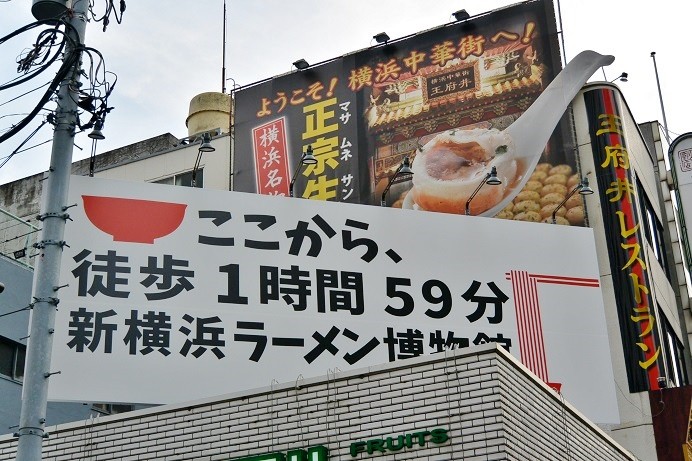 ようこそ!横浜中華街へ!
横浜中華街
王府井
横浜名物
正宗生
マサ ムネ サン
王府井レストラン
ここから、
徒歩1時間59分
新横浜ラーメン博物館
FRUITS